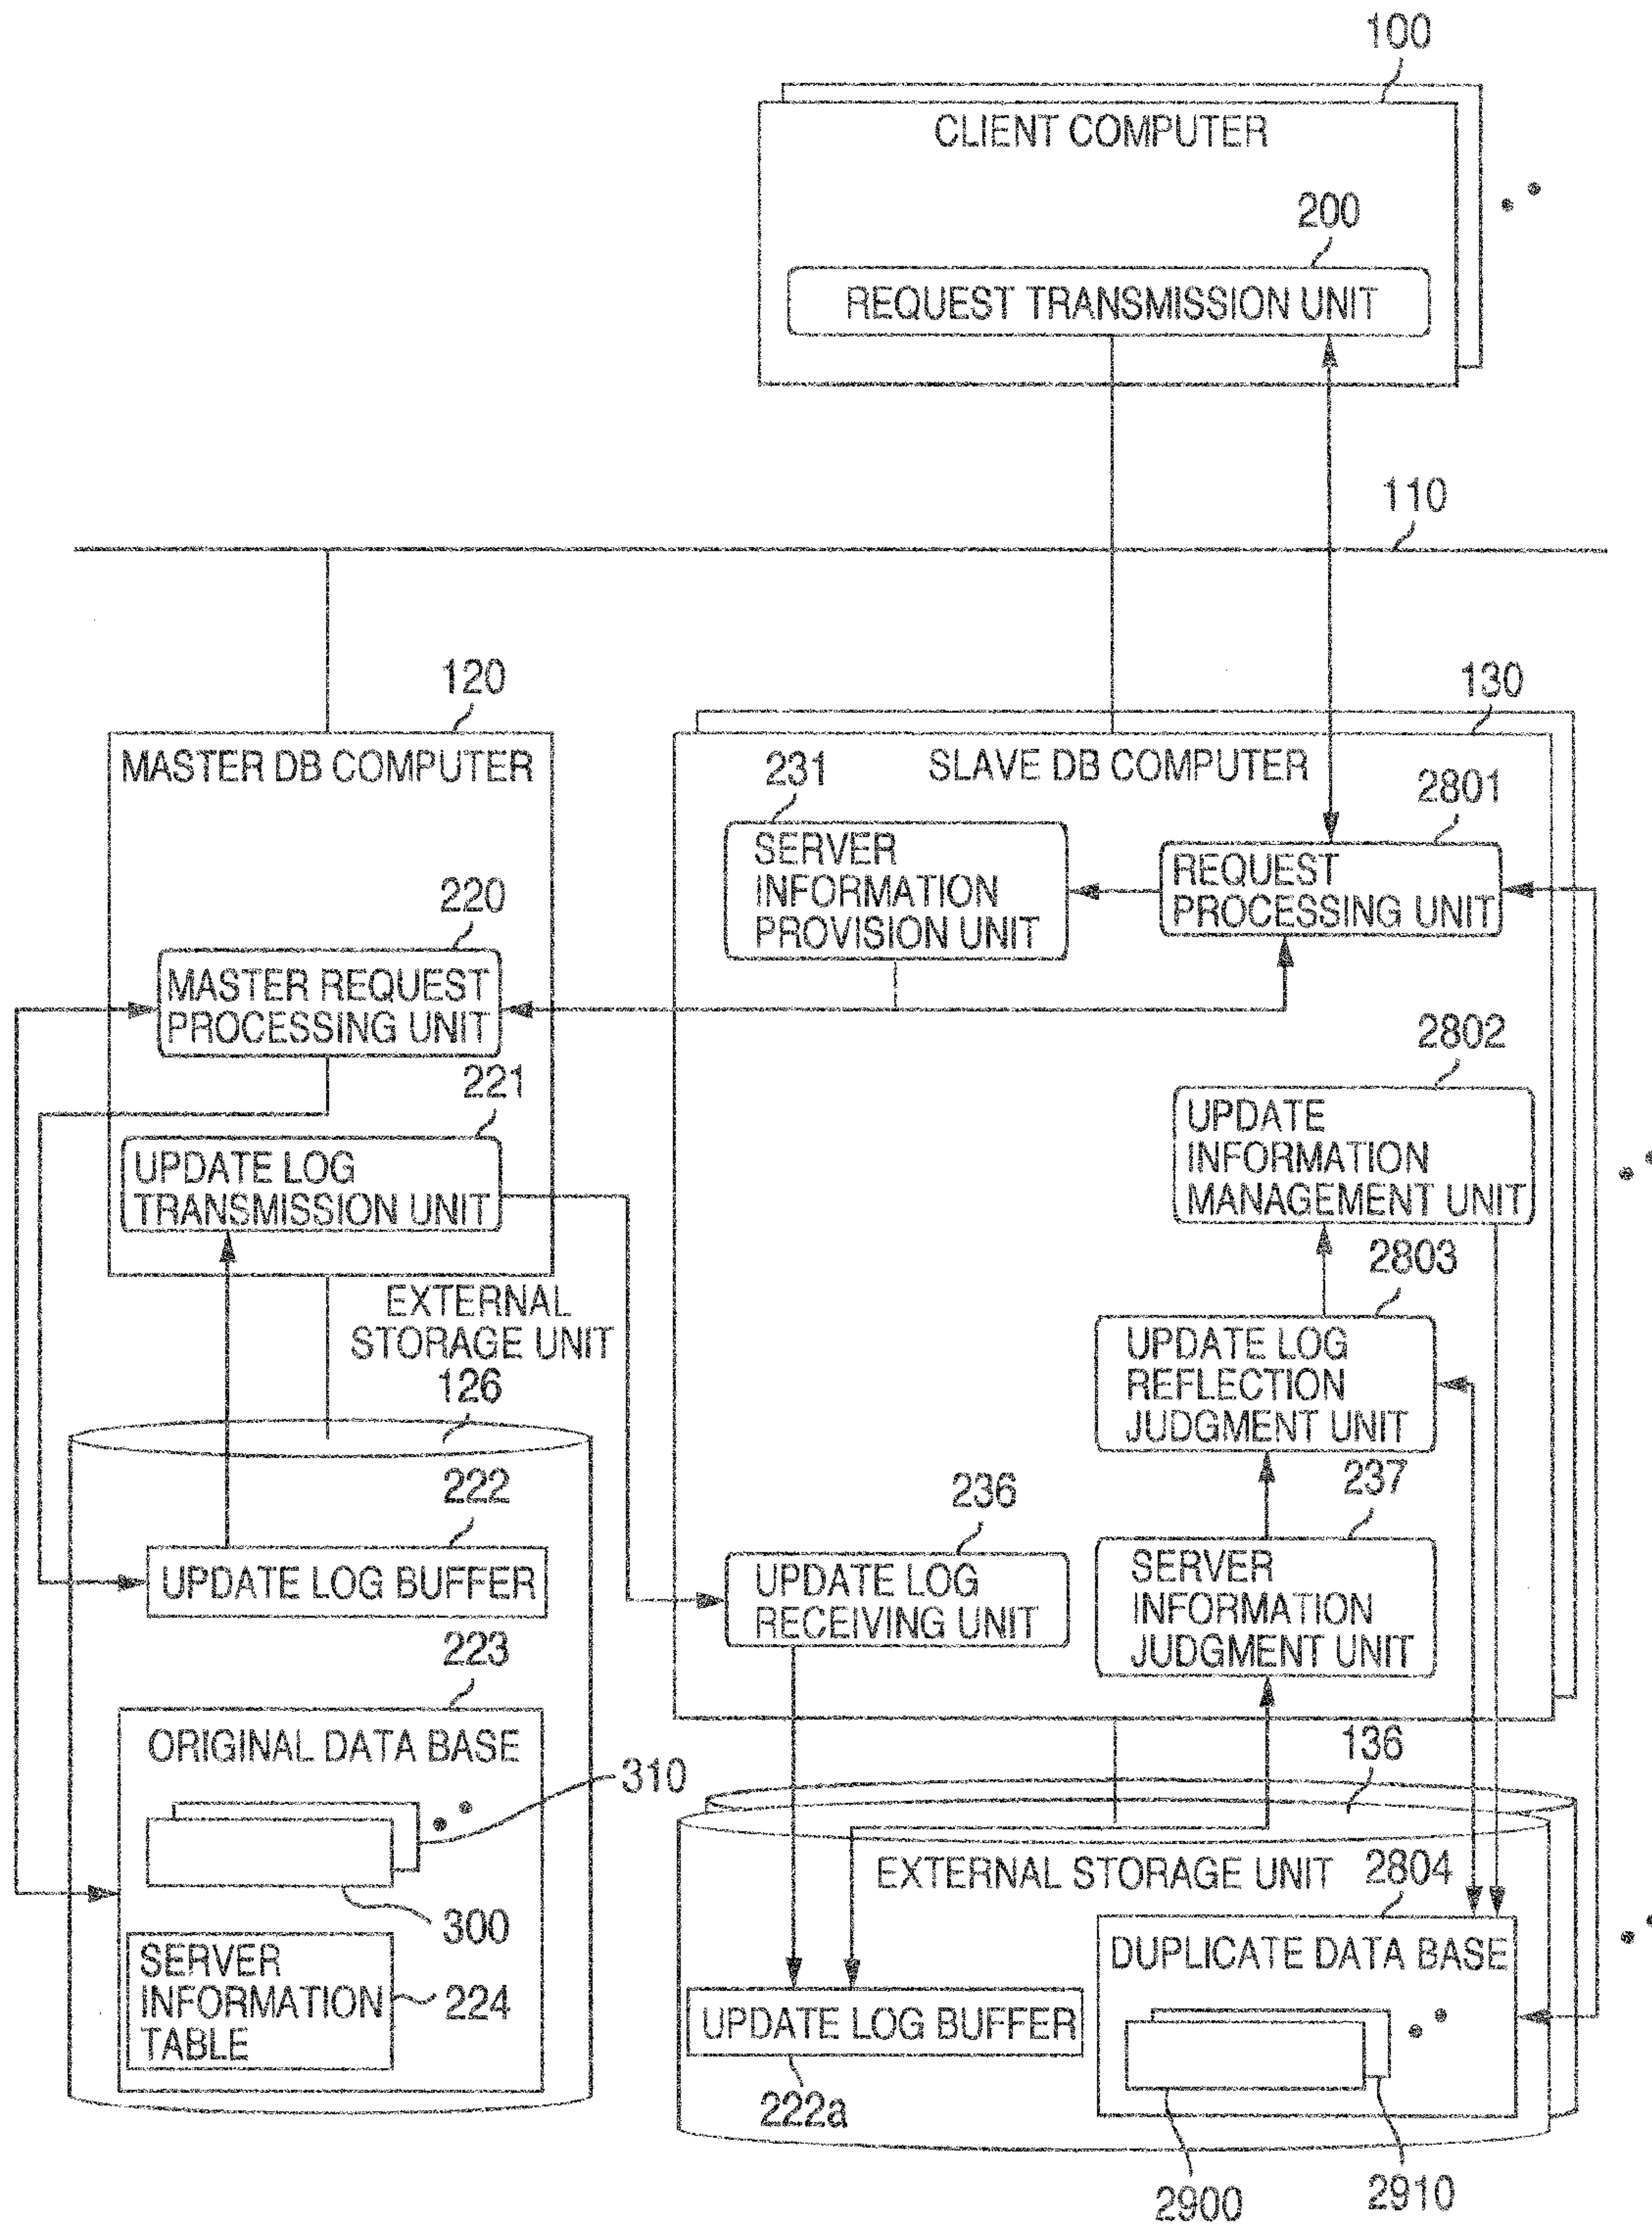 100
CLIENT COMPUTER
200
REQUEST TRANSMISSION UNIT
110
120
MASTER DB COMPUTER
220
MASTER REQUEST
PROCESSING UNIT
221
UPDATE LOG
TRANSMISSION UNIT
EXTERNAL
STORAGE UNIT
126
222
UPDATE LOG BUFFER
223
ORIGINAL DATA BASE
310
300
SERVER
INFORMATION
TABLE
224
130
SLAVE DB COMPUTER
231
SERVER
INFORMATION
PROVISION UNIT
2801
REQUEST
PROCESSING UNIT
2802
UPDATE
INFORMATION
MANAGEMENT UNIT
2803
UPDATE LOG
REFLECTION
JUDGMENT UNIT
236
UPDATE LOG
RECEIVING UNIT
237
SERVER
INFORMATION
JUDGMENT UNIT
136
EXTERNAL STORAGE UNIT
2804
DUPLICATE DATA BASE
UPDATE LOG BUFFER
222a
2900
2910